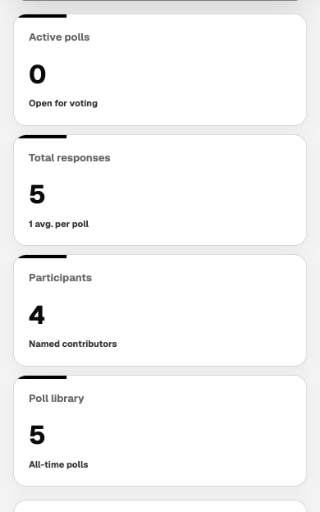 Active polls
0
Open for voting
Total responses
5
1 avg. per poll
Participants
4
Named contributors
Poll library
5
All-time polls